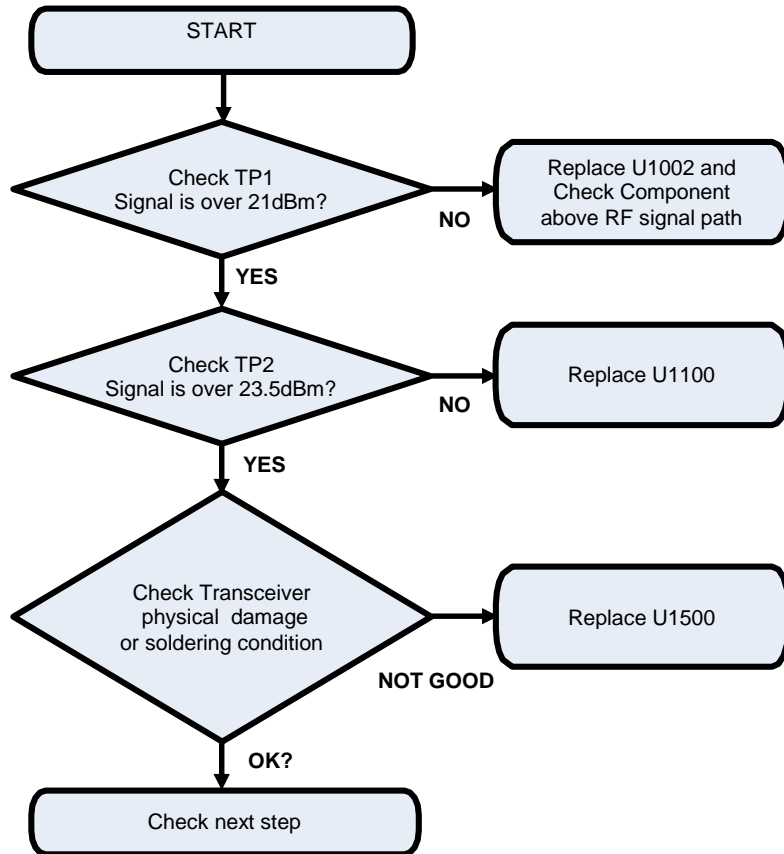 START
Check TP1
Signal is over 21dBm?
NO
Replace U1002 and
Check Component
above RF signal path
YES
Check TP2
Signal is over 23.5dBm?
NO
Replace U1100
YES
Check Transceiver
physical damage
or soldering condition
NOT GOOD
Replace U1500
OK?
Check next step